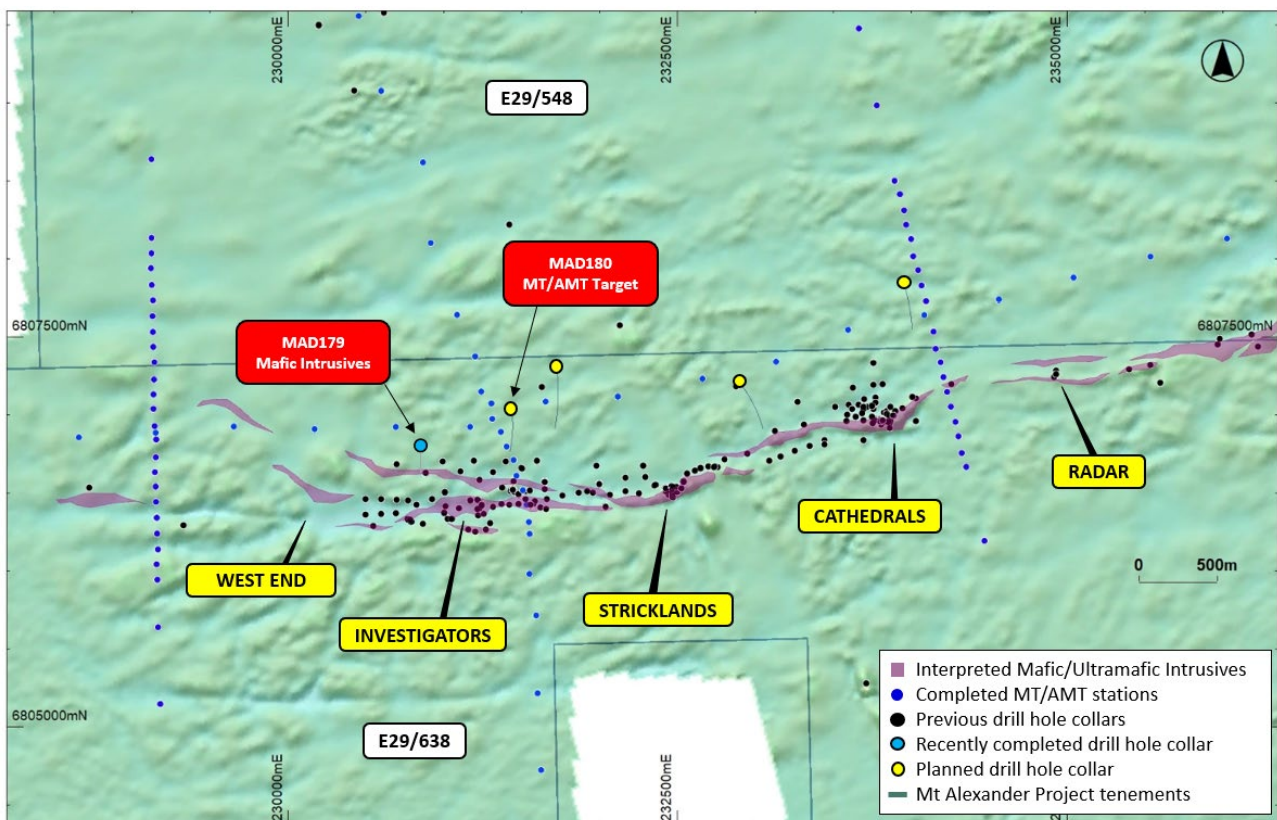 230000mE
232500mE
235000mE
E29/548
MAD180
MT/AMT Target
6807500mN
6807500mN
MAD179
Mafic Intrusives
RADAR
CATHEDRALS
WEST END
0 500m
STRICKLANDS
INVESTIGATORS
Interpreted Mafic/Ultramafic Intrusives
Completed MT/AMT stations
Previous drill hole collars
Recently completed drill hole collar
Planned drill hole collar
Mt Alexander Project tenements
6805000mN
E29/638
230000mE
232500mE